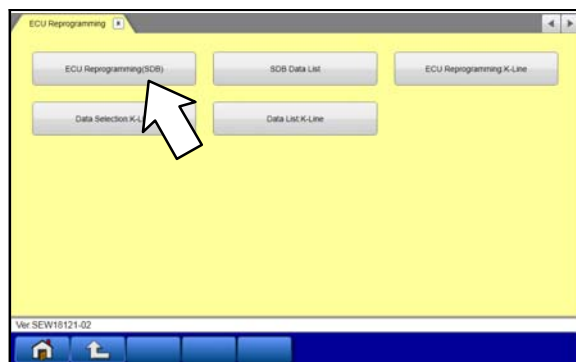 ECU Reprogramming
ECU Reprogramming(SDB)
SDB Data List
ECU Reprogramming:K-Line
Data Selection:K-L
Data List:K-Line
Ver.SEW18121-02